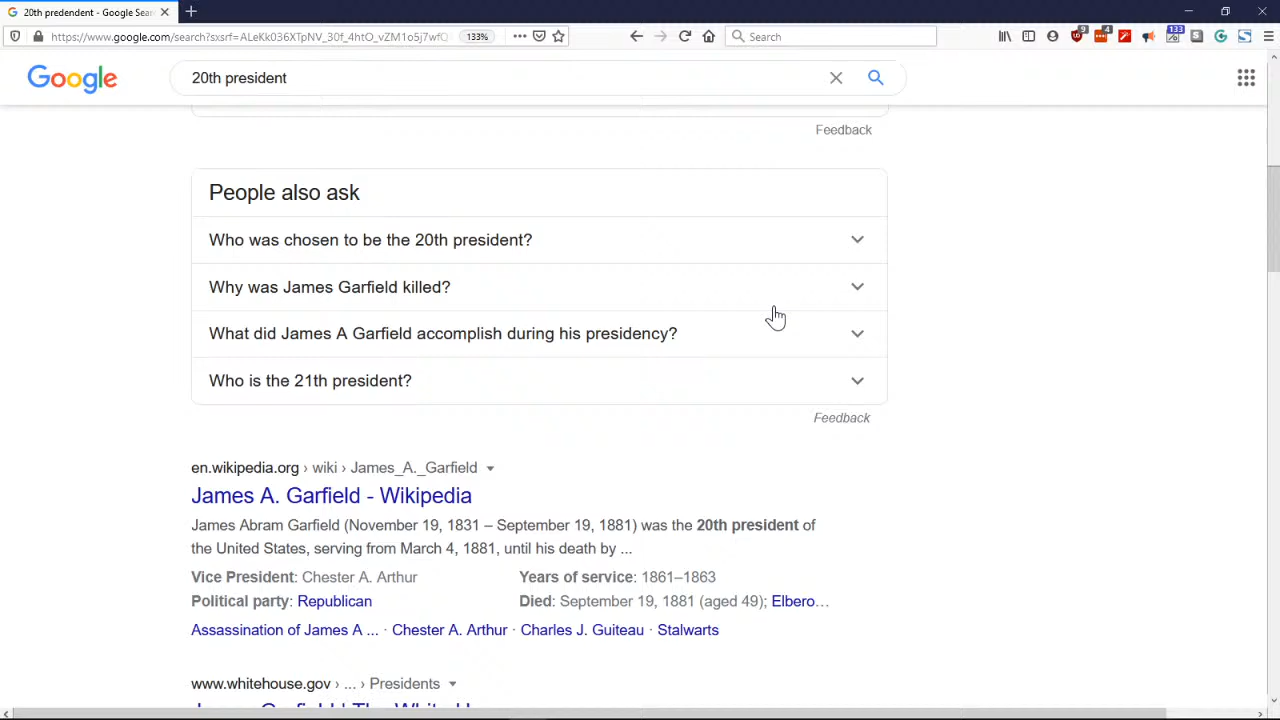 20th predendent - Google Sear
https://www.google.com/search?sxsrf=
133%
Search
9
4
133
Google
20th president
Feedback
People also ask
Who was chosen to be the 20th president?
Why was James Garfield killed?
What did James A Garfield accomplish during his presidency?
Who is the 21th president?
Feedback
en.wikipedia.org › wiki › James_A._Garfield
James A. Garfield - Wikipedia
James Abram Garfield (November 19, 1831 – September 19, 1881) was the 20th president of
the United States, serving from March 4, 1881, until his death by ...
Vice President: Chester A. Arthur Years of service: 1861–1863
Political party: Republican Died: September 19, 1881 (aged 49); Elbero…
Assassination of James A ... · Chester A. Arthur · Charles J. Guiteau · Stalwarts
www.whitehouse.gov › ... › Presidents